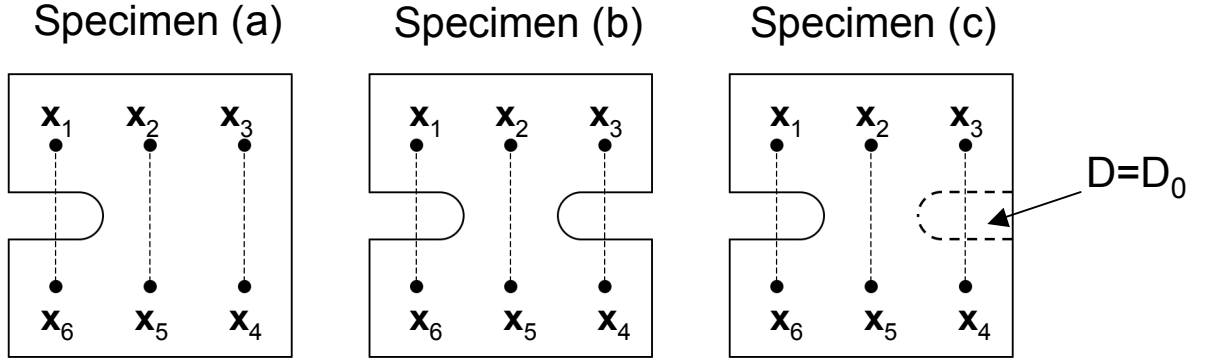 Specimen (a) Specimen (b) Specimen (c)
x₁ x₂ x₃ x₁ x₂ x₃ x₁ x₂ x₃
D=D₀
x₆ x₅ x₄ x₆ x₅ x₄ x₆ x₅ x₄